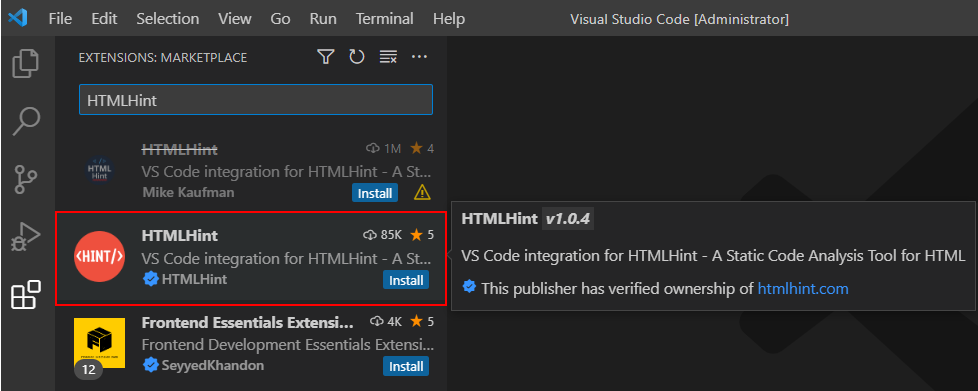 File Edit Selection View Go Run Terminal Help Visual Studio Code [Administrator]
EXTENSIONS: MARKETPLACE
HTMLHint
HTMLHint 1M 4
</>
HTML
Hint
VS Code integration for HTMLHint - A St...
Mike Kaufman Install
HTMLHint 85K 5
<HINT/>
VS Code integration for HTMLHint - A St...
HTMLHint Install
HTMLHint v1.0.4
VS Code integration for HTMLHint - A Static Code Analysis Tool for HTML
This publisher has verified ownership of htmlhint.com
Frontend Essentials Extensi... 4K 5
Frontend Development Essentials Extensi...
12 SeyyedKhandon Install